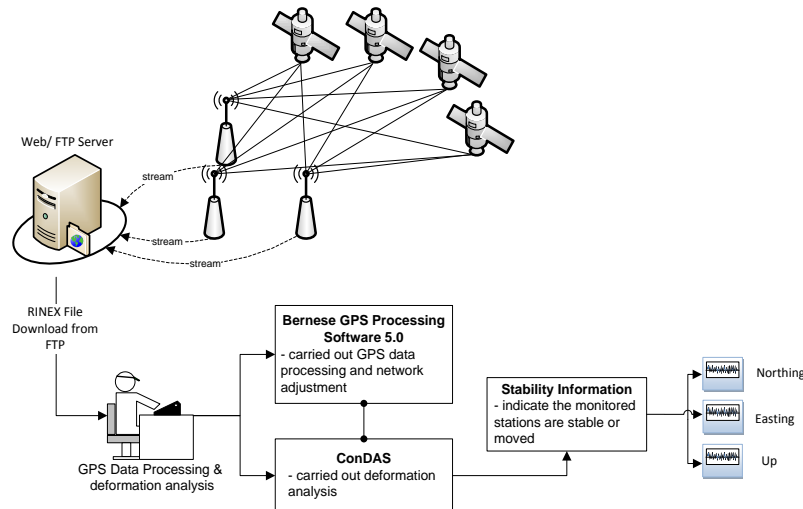 Web/ FTP Server
stream
stream
stream
RINEX File
Download from
FTP
GPS Data Processing &
deformation analysis
Bernese GPS Processing
Software 5.0
- carried out GPS data
processing and network
adjustment
ConDAS
- carried out deformation
analysis
Stability Information
- indicate the monitored
stations are stable or
moved
Northing
Easting
Up